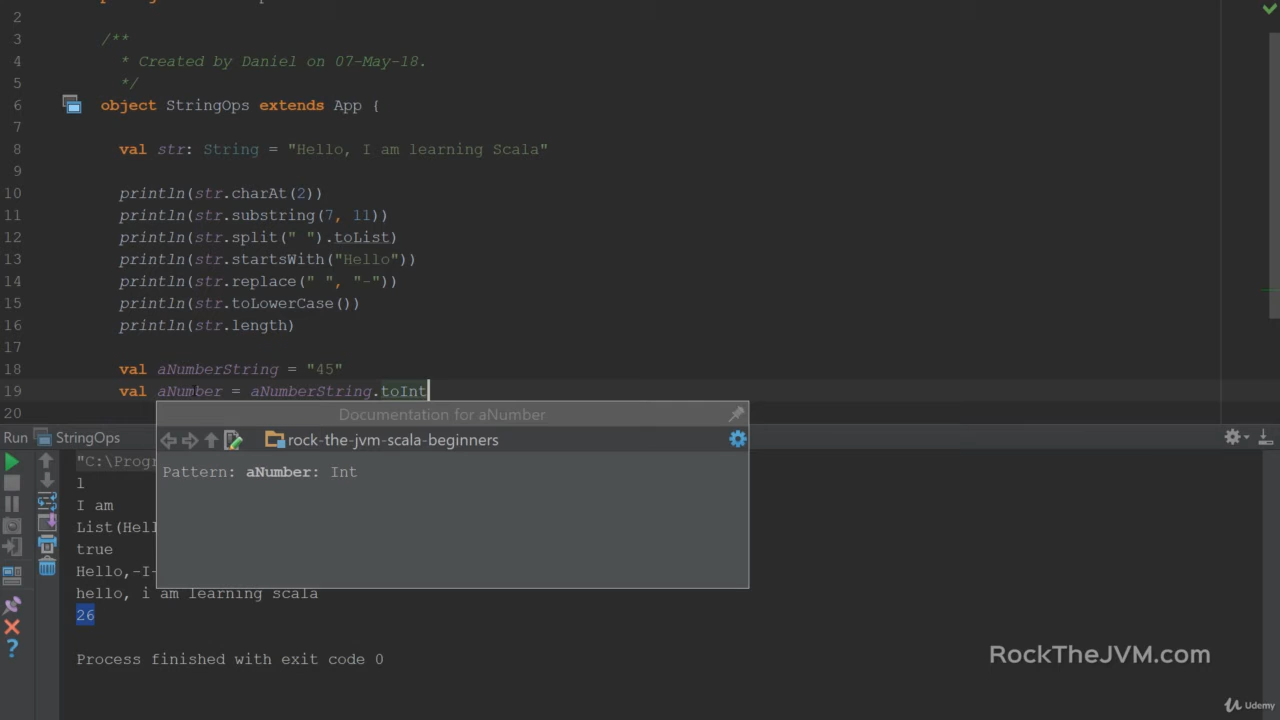 2
3 /**
4 * Created by Daniel on 07-May-18.
5 */
6 object StringOps extends App {
7
8 val str: String = "Hello, I am learning Scala"
9
10 println(str.charAt(2))
11 println(str.substring(7, 11))
12 println(str.split(" ").toList)
13 println(str.startsWith("Hello"))
14 println(str.replace(" ", "-"))
15 println(str.toLowerCase())
16 println(str.length)
17
18 val aNumberString = "45"
19 val aNumber = aNumberString.toInt
20
Documentation for aNumber
rock-the-jvm-scala-beginners
Pattern: aNumber: Int
Run StringOps
"C:\Progr
l
I am
List(Hell
true
Hello,-I-
hello, i am learning scala
26
Process finished with exit code 0
RockTheJVM.com
Udemy